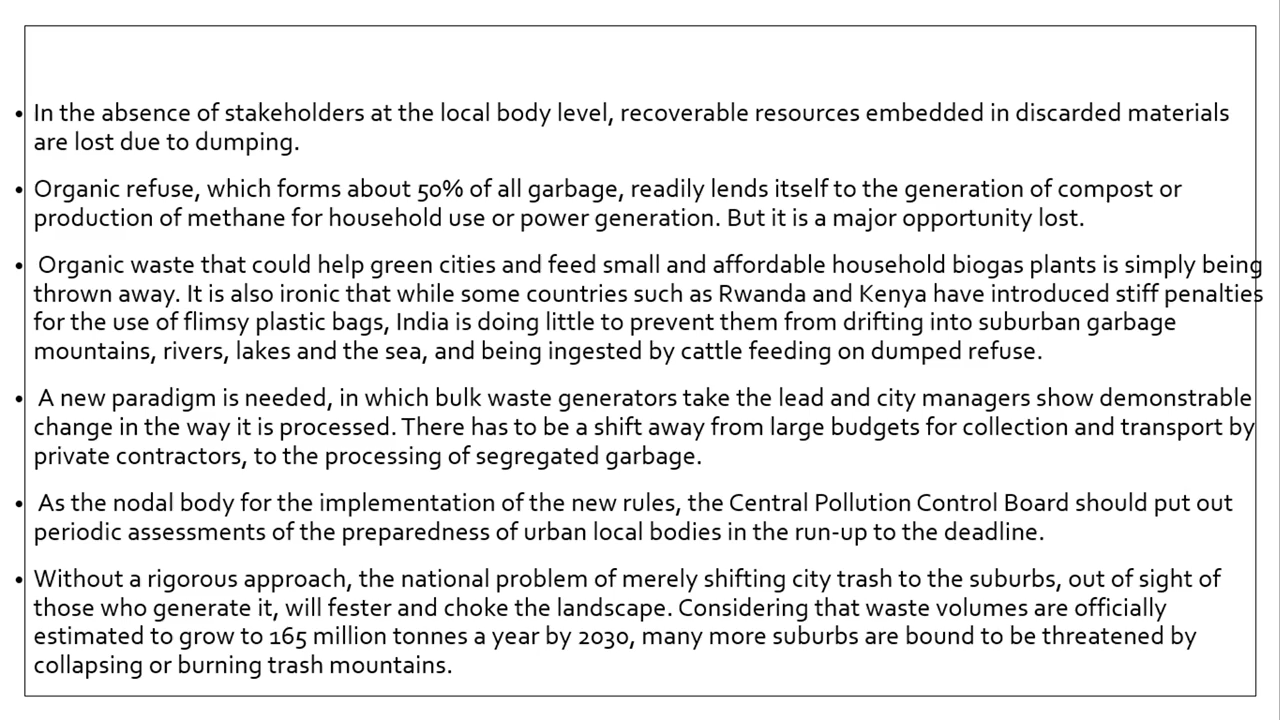 • In the absence of stakeholders at the local body level, recoverable resources embedded in discarded materials
are lost due to dumping.
• Organic refuse, which forms about 50% of all garbage, readily lends itself to the generation of compost or
production of methane for household use or power generation. But it is a major opportunity lost.
• Organic waste that could help green cities and feed small and affordable household biogas plants is simply being
thrown away. It is also ironic that while some countries such as Rwanda and Kenya have introduced stiff penalties
for the use of flimsy plastic bags, India is doing little to prevent them from drifting into suburban garbage
mountains, rivers, lakes and the sea, and being ingested by cattle feeding on dumped refuse.
• A new paradigm is needed, in which bulk waste generators take the lead and city managers show demonstrable
change in the way it is processed. There has to be a shift away from large budgets for collection and transport by
private contractors, to the processing of segregated garbage.
• As the nodal body for the implementation of the new rules, the Central Pollution Control Board should put out
periodic assessments of the preparedness of urban local bodies in the run-up to the deadline.
• Without a rigorous approach, the national problem of merely shifting city trash to the suburbs, out of sight of
those who generate it, will fester and choke the landscape. Considering that waste volumes are officially
estimated to grow to 165 million tonnes a year by 2030, many more suburbs are bound to be threatened by
collapsing or burning trash mountains.